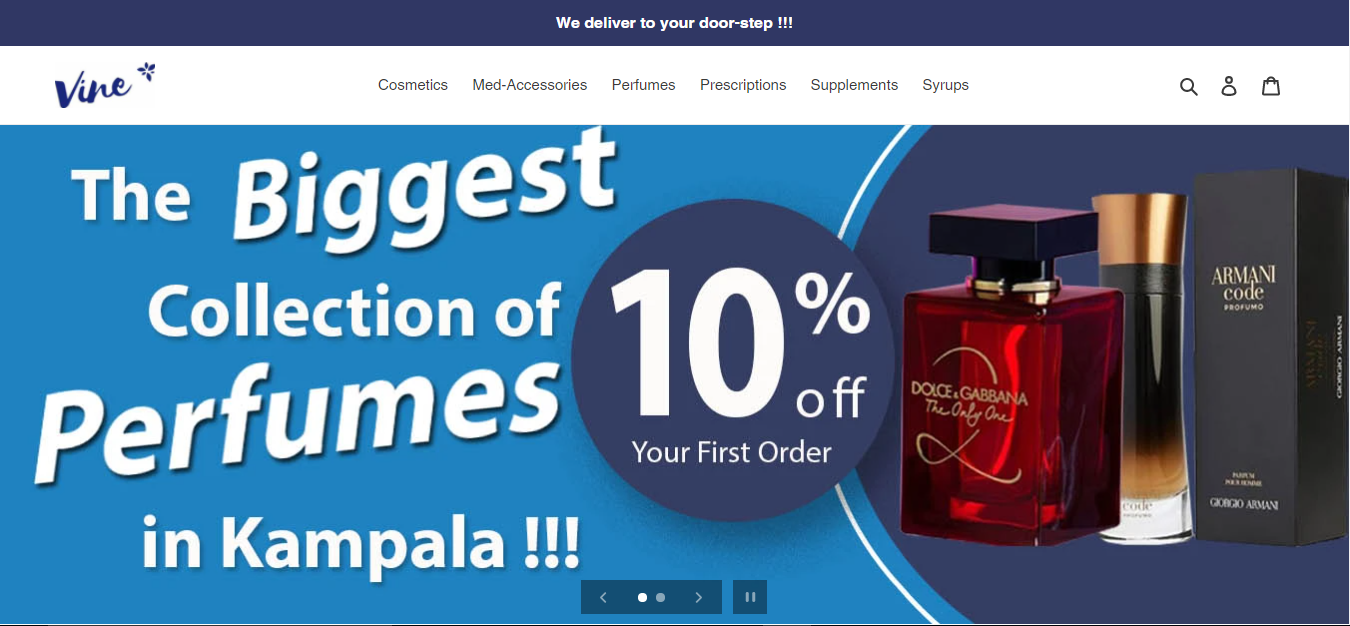 We deliver to your door-step !!!
Vine
Cosmetics Med-Accessories Perfumes Prescriptions Supplements Syrups
The Biggest
Collection of
Perfumes
in Kampala !!!
10%
off
Your First Order
DOLCE & GABBANA
The Only One
code
ARMANI
code
PROFUMO
PARFUM
POUR HOMME
GIORGIO ARMANI
ARMANI
code
GIORGIO ARMANI